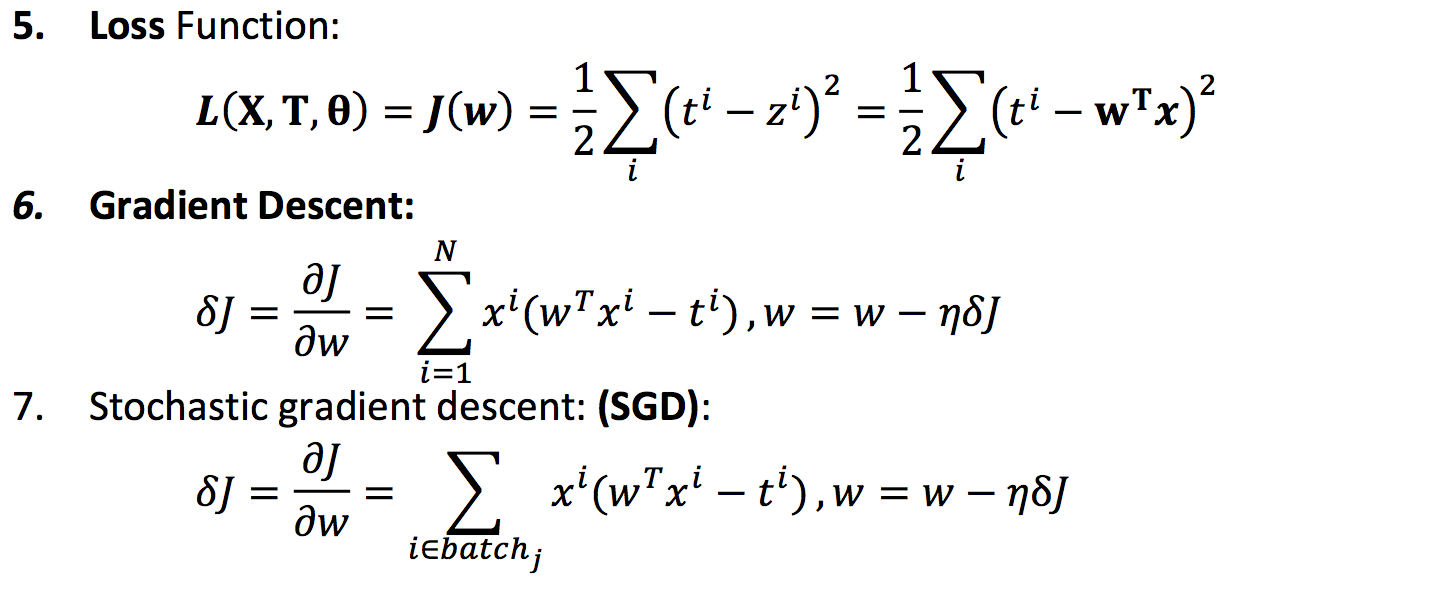 5. Loss Function:
L(X, T, θ) = J(w) = 1/2 ∑_i (t^i − z^i)^2 = 1/2 ∑_i (t^i − w^T x)^2
6. Gradient Descent:
δJ = ∂J/∂w = ∑_{i=1}^{N} x^i(w^T x^i − t^i), w = w − ηδJ
7. Stochastic gradient descent: (SGD):
δJ = ∂J/∂w = ∑_{i∈batch_j} x^i(w^T x^i − t^i), w = w − ηδJ